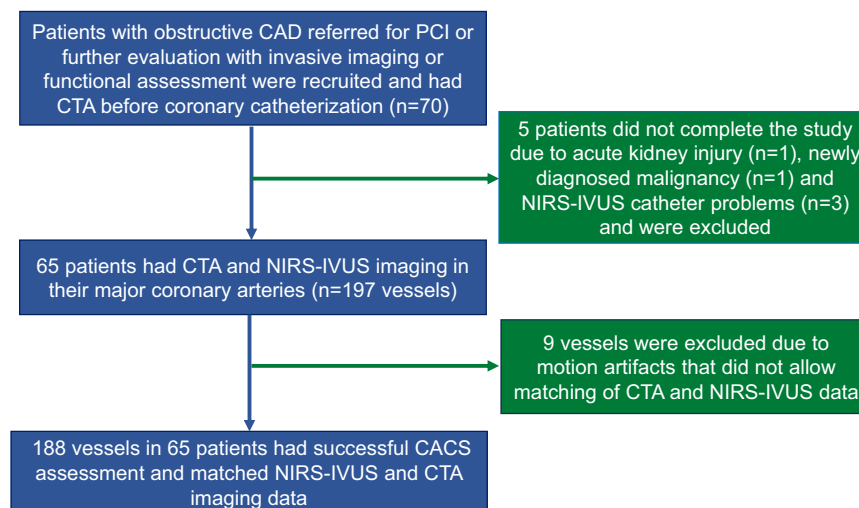 Patients with obstructive CAD referred for PCI or
further evaluation with invasive imaging or
functional assessment were recruited and had
CTA before coronary catheterization (n=70)
5 patients did not complete the study
due to acute kidney injury (n=1), newly
diagnosed malignancy (n=1) and
NIRS-IVUS catheter problems (n=3)
and were excluded
65 patients had CTA and NIRS-IVUS imaging in
their major coronary arteries (n=197 vessels)
9 vessels were excluded due to
motion artifacts that did not allow
matching of CTA and NIRS-IVUS data
188 vessels in 65 patients had successful CACS
assessment and matched NIRS-IVUS and CTA
imaging data